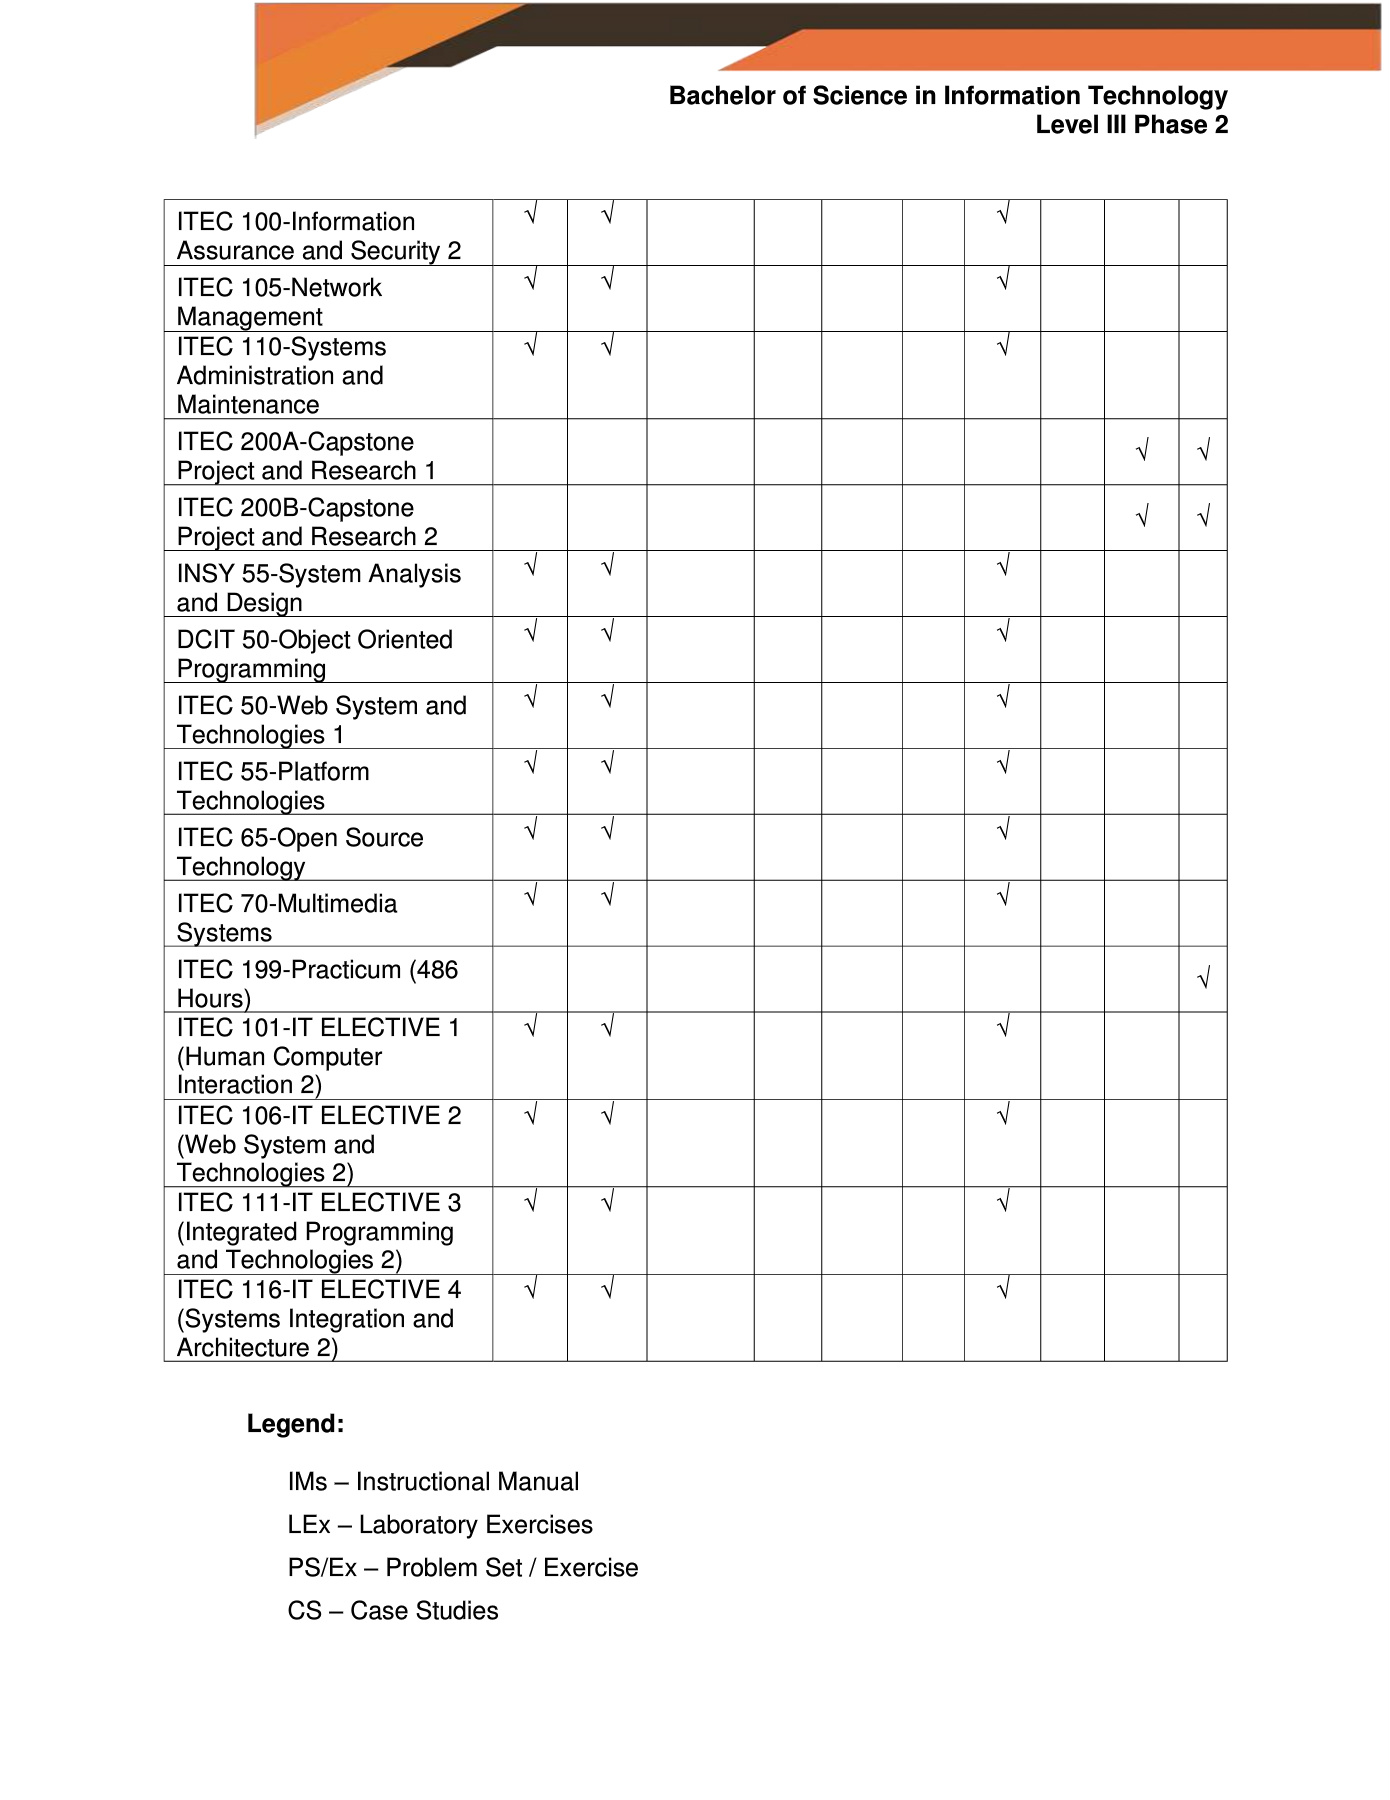 Bachelor of Science in Information Technology
Level III Phase 2
ITEC 100-Information √ √ √
Assurance and Security 2
ITEC 105-Network √ √ √
Management
ITEC 110-Systems √ √ √
Administration and
Maintenance
ITEC 200A-Capstone √ √
Project and Research 1
ITEC 200B-Capstone √ √
Project and Research 2
INSY 55-System Analysis √ √ √
and Design
DCIT 50-Object Oriented √ √ √
Programming
ITEC 50-Web System and √ √ √
Technologies 1
ITEC 55-Platform √ √ √
Technologies
ITEC 65-Open Source √ √ √
Technology
ITEC 70-Multimedia √ √ √
Systems
ITEC 199-Practicum (486 √
Hours)
ITEC 101-IT ELECTIVE 1 √ √ √
(Human Computer
Interaction 2)
ITEC 106-IT ELECTIVE 2 √ √ √
(Web System and
Technologies 2)
ITEC 111-IT ELECTIVE 3 √ √ √
(Integrated Programming
and Technologies 2)
ITEC 116-IT ELECTIVE 4 √ √ √
(Systems Integration and
Architecture 2)
Legend:
IMs – Instructional Manual
LEx – Laboratory Exercises
PS/Ex – Problem Set / Exercise
CS – Case Studies